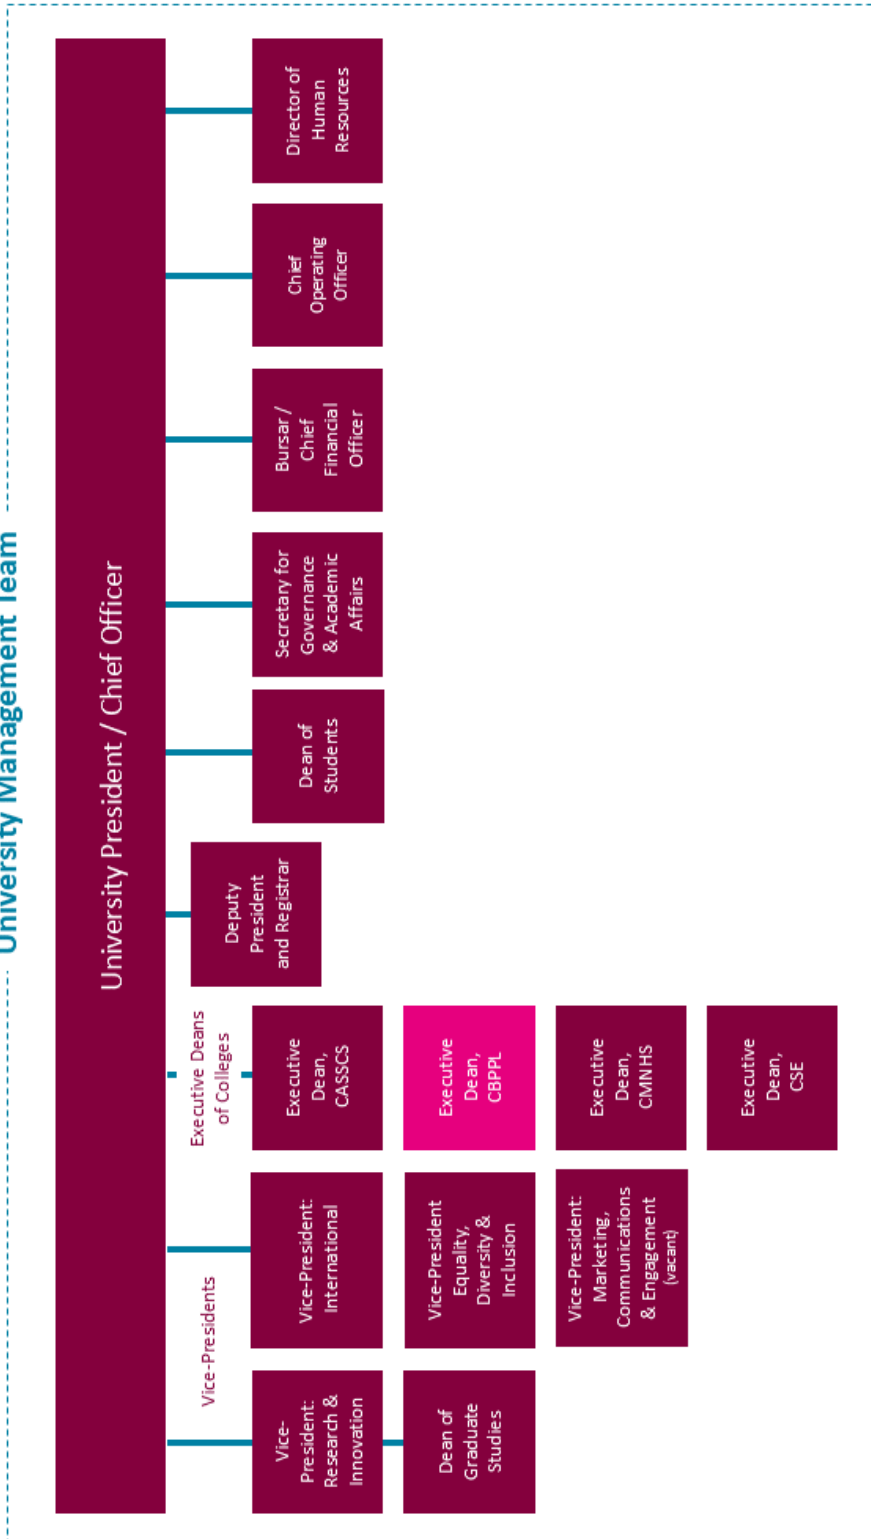 University Management Team
University President / Chief Officer
Vice-Presidents
Executive Deans
of Colleges
Vice-
President:
Research &
Innovation
Dean of
Graduate
Studies
Vice-President:
International
Vice-President
Equality,
Diversity &
Inclusion
Vice-President:
Marketing,
Communications
& Engagement
(vacant)
Executive
Dean,
CASSCS
Executive
Dean,
CBPPL
Executive
Dean,
CMNHS
Executive
Dean,
CSE
Deputy
President
and Registrar
Dean of
Students
Secretary for
Governance
& Academic
Affairs
Bursar /
Chief
Financial
Officer
Chief
Operating
Officer
Director of
Human
Resources